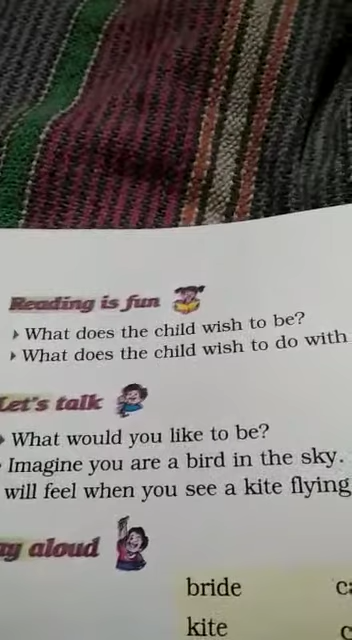 Reading is fun
What does the child wish to be?
What does the child wish to do with
Let's talk
What would you like to be?
Imagine you are a bird in the sky.
will feel when you see a kite flying
ay aloud
bride
kite